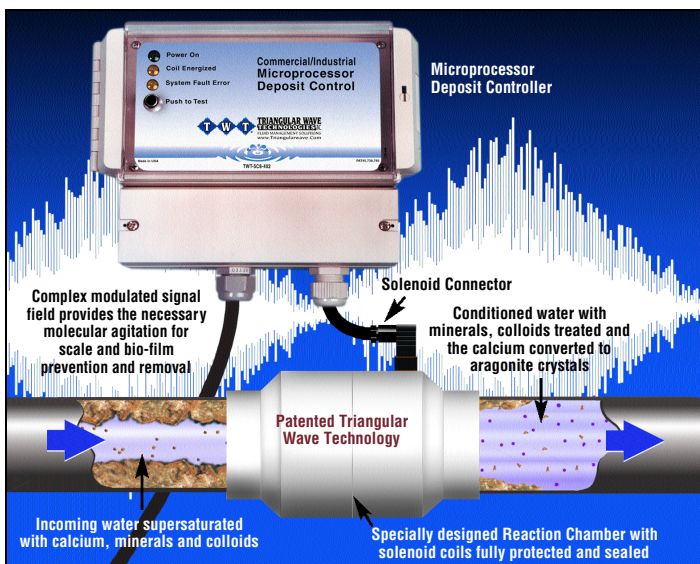 Power On
Coil Energized
System Fault Error
Push to Test
Commercial/Industrial
Microprocessor
Deposit Control
TWT
TRIANGULAR WAVE
TECHNOLOGIES
FLUID MANAGEMENT SOLUTIONS
www.Triangularwave.Com
Made in USA
Microprocessor
Deposit Controller
Complex modulated signal
field provides the necessary
molecular agitation for
scale and bio-film
prevention and removal
Solenoid Connector
Conditioned water with
minerals, colloids treated and
the calcium converted to
aragonite crystals
Patented Triangular
Wave Technology
Incoming water supersaturated
with calcium, minerals and colloids
Specially designed Reaction Chamber with
solenoid coils fully protected and sealed